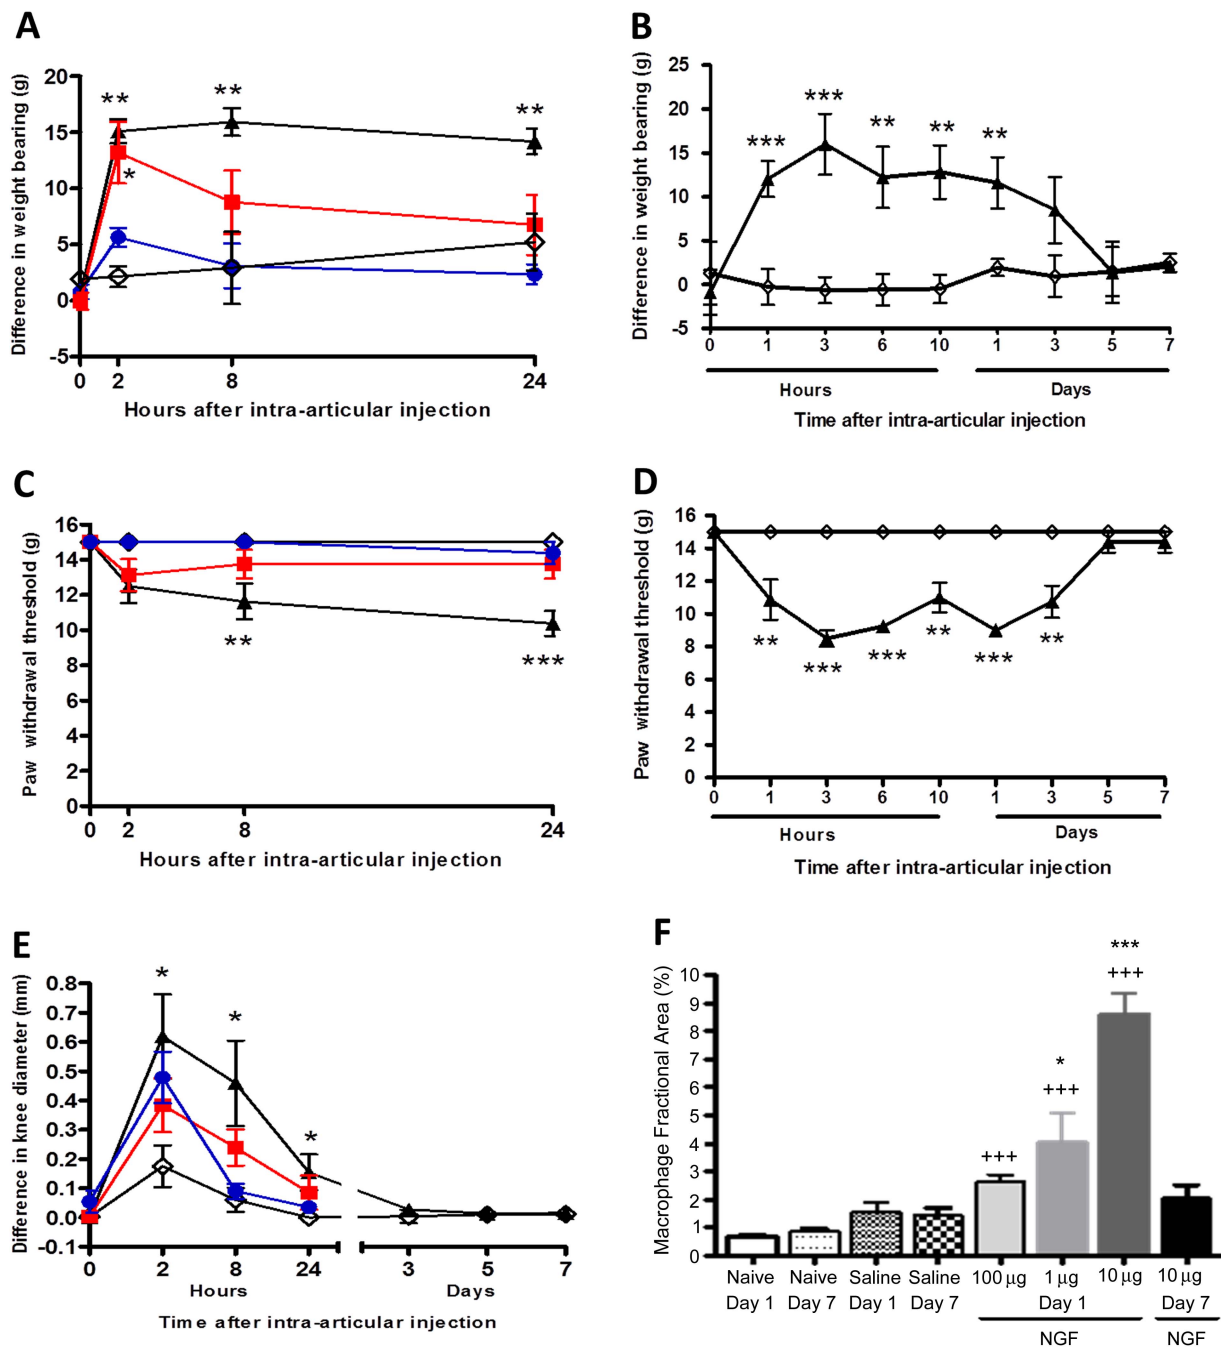 A
Difference in weight bearing (g)
20
15
10
5
0
-5
** ** **
*
0 2 8 24
Hours after intra-articular injection
B
Difference in weight bearing (g)
25
20
15
10
5
0
-5
*** *** ** ** **
0 1 3 6 10 1 3 5 7
Hours Days
Time after intra-articular injection
C
Paw withdrawal threshold (g)
16
14
12
10
8
6
4
2
0
** ***
0 2 8 24
Hours after intra-articular injection
D
Paw withdrawal threshold (g)
16
14
12
10
8
6
4
2
0
** *** *** ** *** **
0 1 3 6 10 1 3 5 7
Hours Days
Time after intra-articular injection
E
Difference in knee diameter (mm)
0.8
0.7
0.6
0.5
0.4
0.3
0.2
0.1
0.0
-0.1
* * *
0 2 8 24 3 5 7
Hours Days
Time after intra-articular injection
F
Macrophage Fractional Area (%)
10
9
8
7
6
5
4
3
2
1
0
***
+++
*
+++
+++
Naive Naive Saline Saline 100 μg 1 μg 10 μg 10 μg
Day 1 Day 7 Day 1 Day 7 Day 1 Day 7
NGF NGF